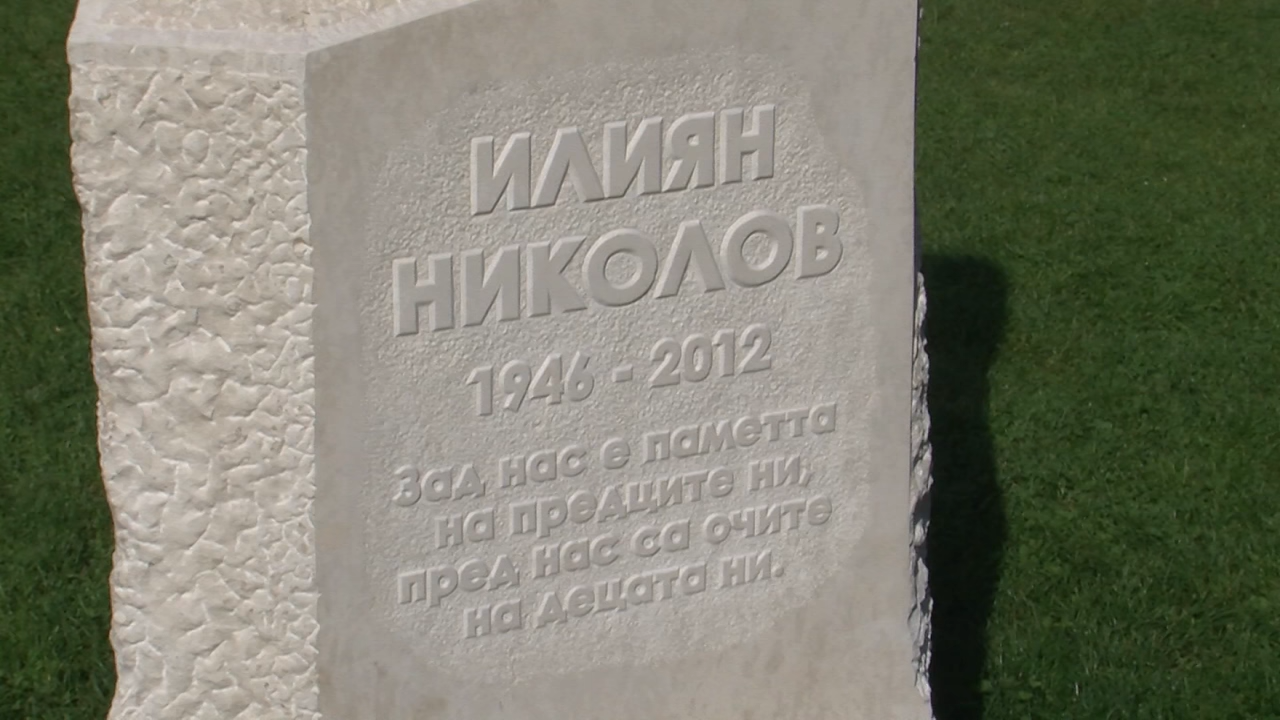 ИЛИЯН
НИКОЛОВ
1946 - 2012
Зад нас е паметта
на предците ни,
пред нас са очите
на децата ни.